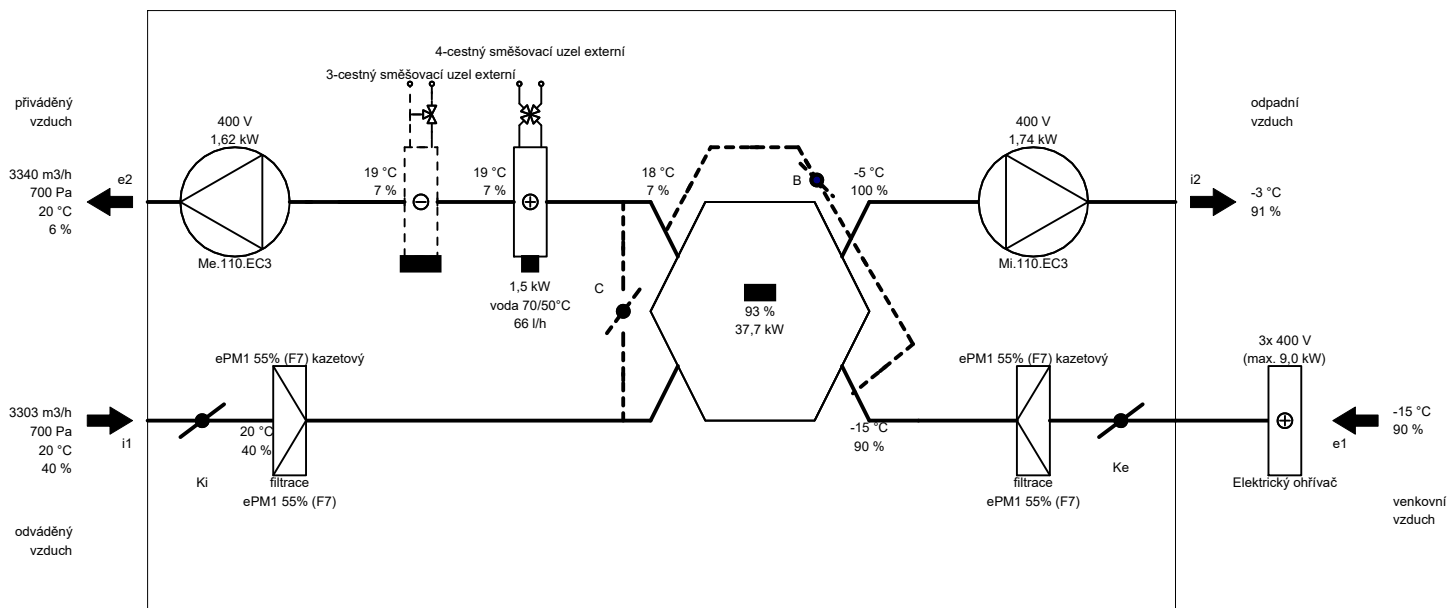 4-cestný směšovací uzel externí
3-cestný směšovací uzel externí
přiváděný
vzduch
3340 m3/h
700 Pa
20 °C
6 %
e2
400 V
1,62 kW
Me.110.EC3
19 °C
7 %
19 °C
7 %
1,5 kW
voda 70/50°C
66 l/h
18 °C
7 %
C
B
93 %
37,7 kW
-5 °C
100 %
400 V
1,74 kW
Mi.110.EC3
odpadní
vzduch
i2
-3 °C
91 %
3303 m3/h
700 Pa
20 °C
40 %
i1
odváděný
vzduch
Ki
20 °C
40 %
ePM1 55% (F7) kazetový
filtrace
ePM1 55% (F7)
-15 °C
90 %
ePM1 55% (F7) kazetový
filtrace
ePM1 55% (F7)
Ke
3x 400 V
(max. 9,0 kW)
Elektrický ohřívač
e1
-15 °C
90 %
venkovní
vzduch